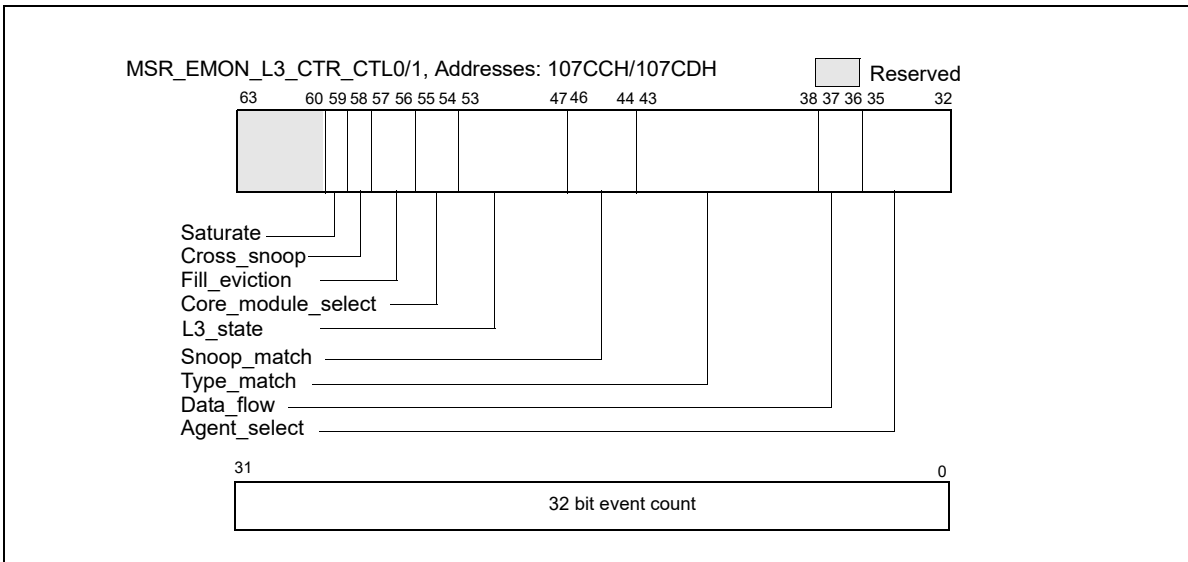 MSR_EMON_L3_CTR_CTL0/1, Addresses: 107CCH/107CDH
Reserved
63 60 59 58 57 56 55 54 53 47 46 44 43 38 37 36 35 32
Saturate
Cross_snoop
Fill_eviction
Core_module_select
L3_state
Snoop_match
Type_match
Data_flow
Agent_select
31 0
32 bit event count